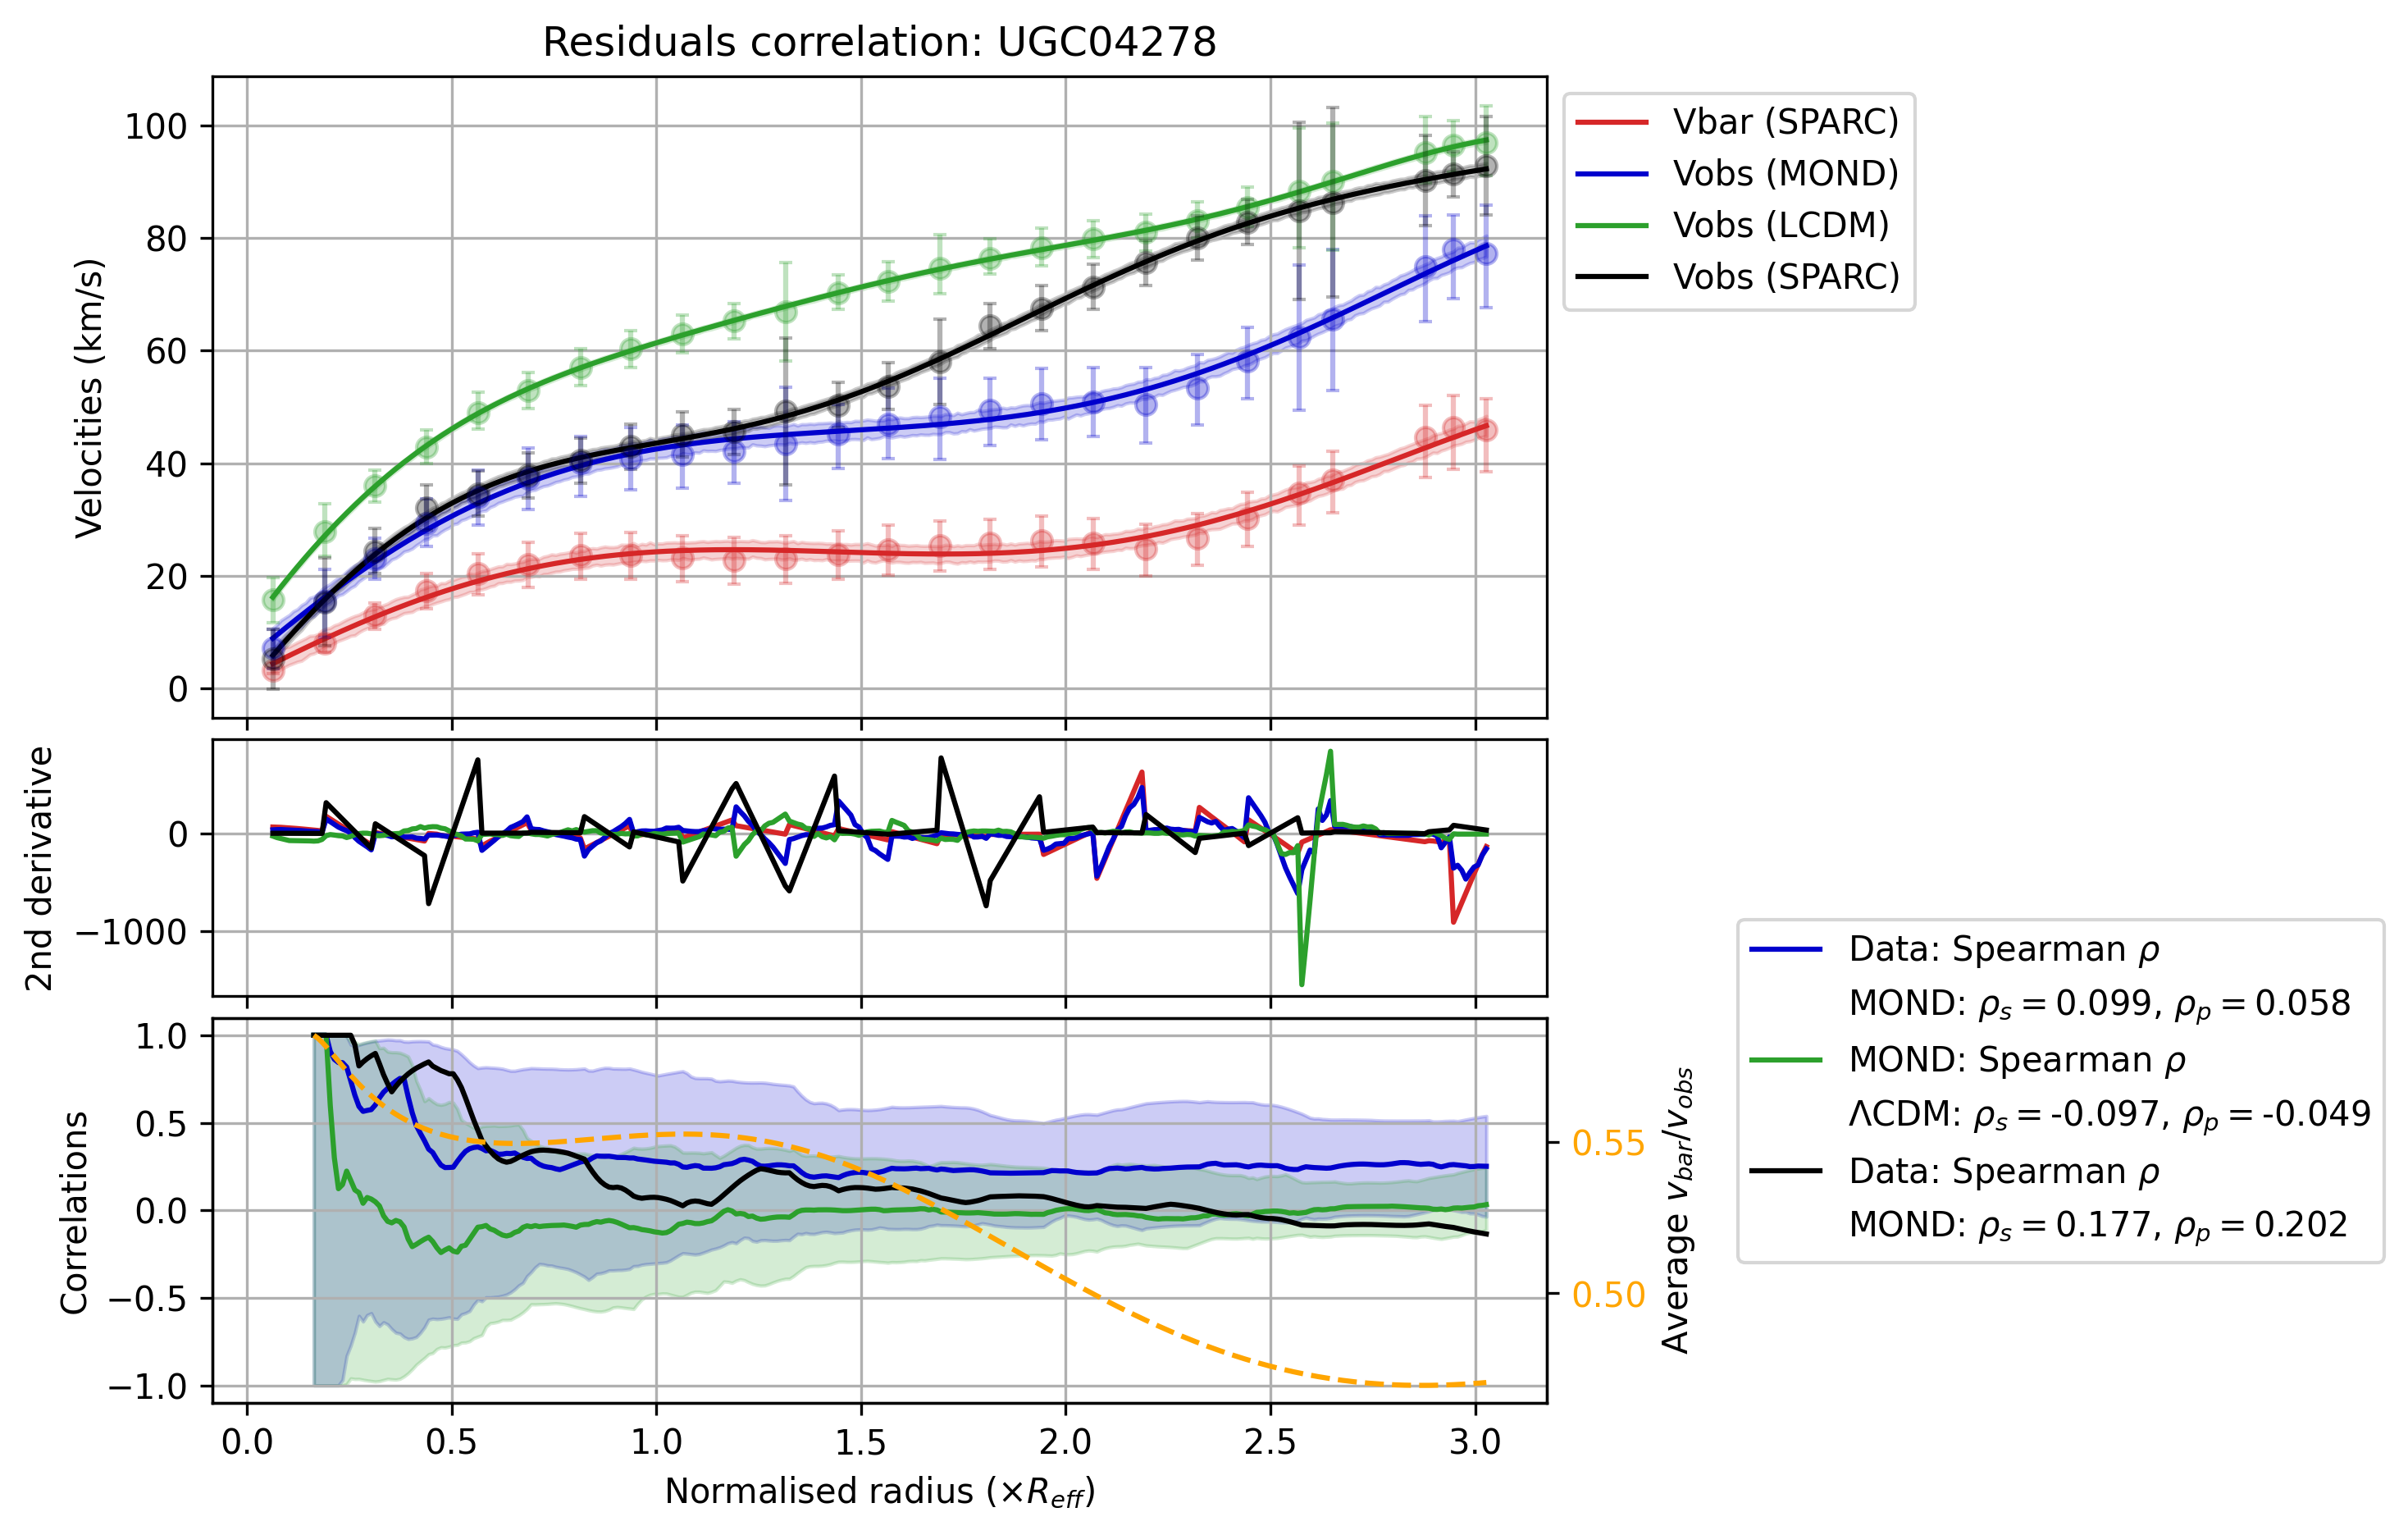 Residuals correlation: UGC04278
Velocities (km/s)
100
80
60
40
20
0
Vbar (SPARC)
Vobs (MOND)
Vobs (LCDM)
Vobs (SPARC)
2nd derivative
0
−1000
Correlations
1.0
0.5
0.0
−0.5
−1.0
0.55
0.50
Average v_bar/v_obs
Data: Spearman ρ
MOND: ρ_s = 0.099, ρ_p = 0.058
MOND: Spearman ρ
ΛCDM: ρ_s = -0.097, ρ_p = -0.049
Data: Spearman ρ
MOND: ρ_s = 0.177, ρ_p = 0.202
0.0 0.5 1.0 1.5 2.0 2.5 3.0
Normalised radius (×R_eff)